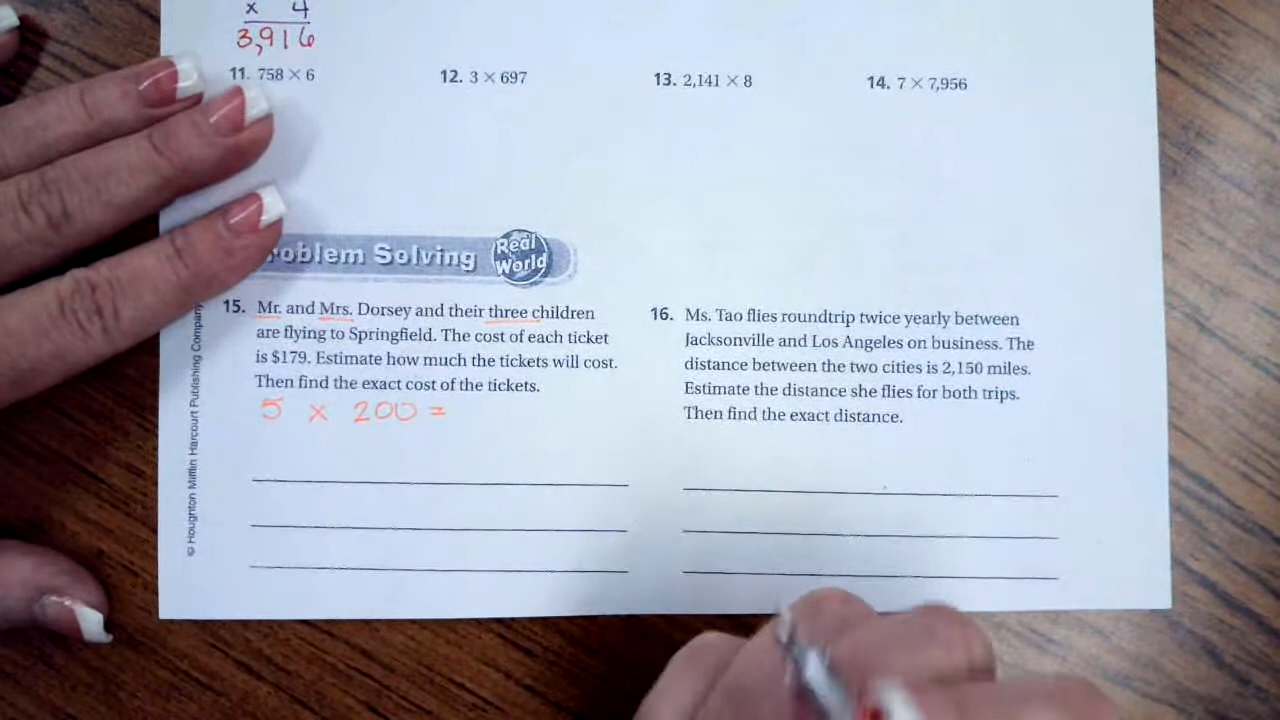 x 4
3,916
11. 758 × 6
12. 3 × 697
13. 2,141 × 8
14. 7 × 7,956
oblem Solving
Real World
15. Mr. and Mrs. Dorsey and their three children
are flying to Springfield. The cost of each ticket
is $179. Estimate how much the tickets will cost.
Then find the exact cost of the tickets.
5 x 200 =
16. Ms. Tao flies roundtrip twice yearly between
Jacksonville and Los Angeles on business. The
distance between the two cities is 2,150 miles.
Estimate the distance she flies for both trips.
Then find the exact distance.
© Houghton Mifflin Harcourt Publishing Company